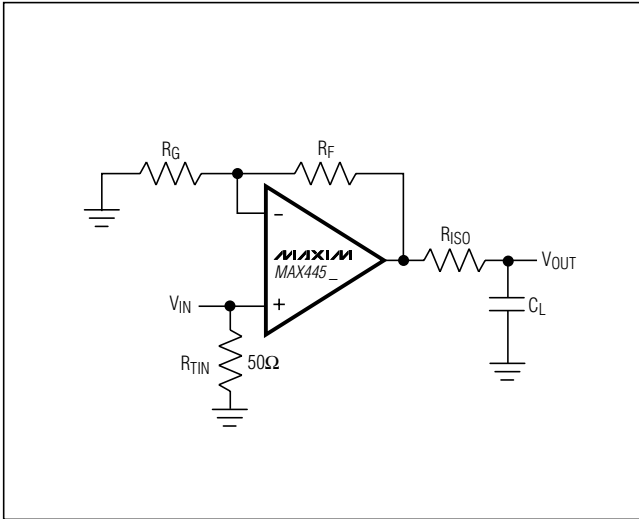 RG
RF
-
MAXIM
MAX445_
RISO
VOUT
VIN
+
CL
RTIN
50Ω